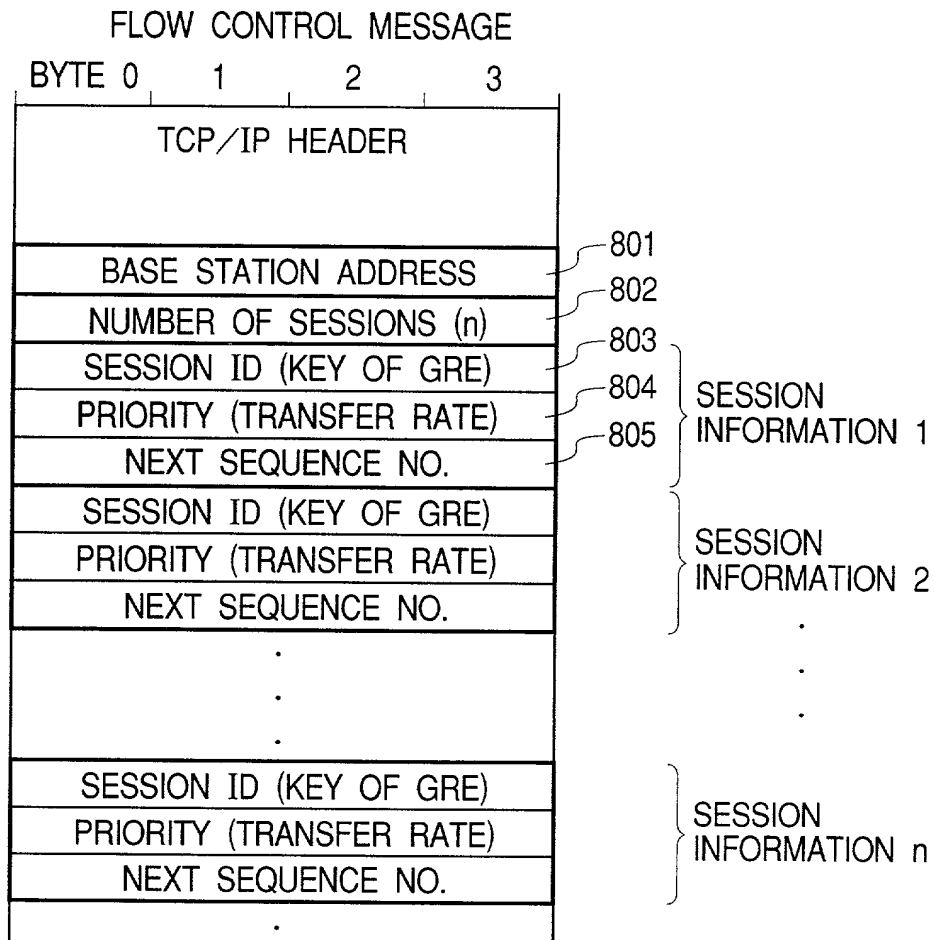 FLOW CONTROL MESSAGE
BYTE 0 1 2 3
TCP/IP HEADER
BASE STATION ADDRESS 801
NUMBER OF SESSIONS (n) 802
SESSION ID (KEY OF GRE) 803
PRIORITY (TRANSFER RATE) 804
NEXT SEQUENCE NO. 805
SESSION
INFORMATION 1
SESSION ID (KEY OF GRE)
PRIORITY (TRANSFER RATE)
NEXT SEQUENCE NO.
SESSION
INFORMATION 2
SESSION ID (KEY OF GRE)
PRIORITY (TRANSFER RATE)
NEXT SEQUENCE NO.
SESSION
INFORMATION n